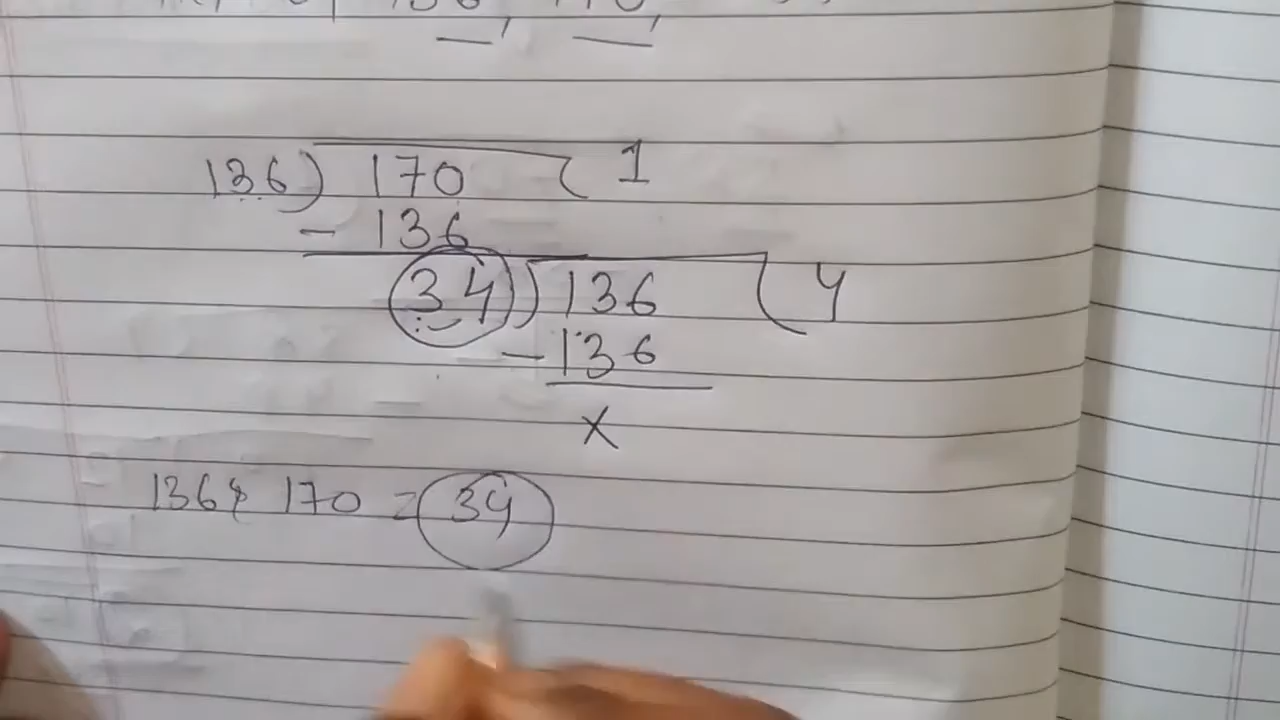 136) 170 ( 1
- 136
34) 136 ( 4
- 136
x
136 & 170 = 34